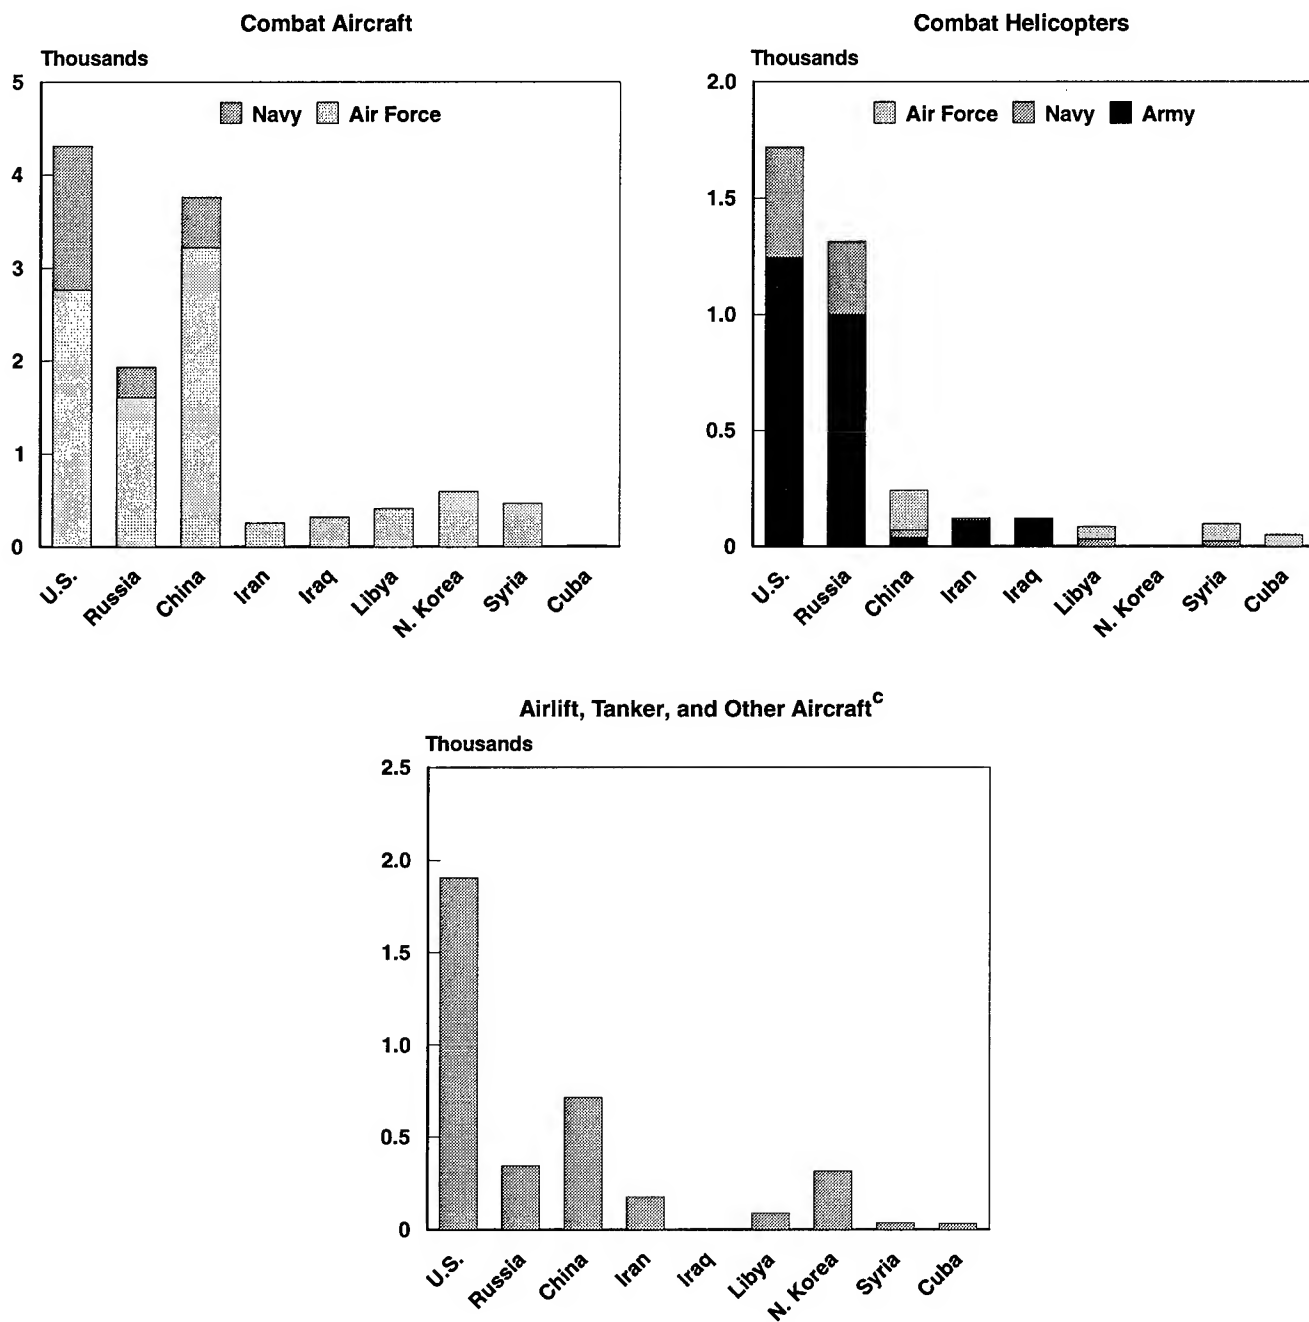 Combat Aircraft
Thousands
5
4
3
2
1
0
Navy Air Force
U.S. Russia China Iran Iraq Libya N. Korea Syria Cuba
Combat Helicopters
Thousands
2.0
1.5
1.0
0.5
0
Air Force Navy Army
U.S. Russia China Iran Iraq Libya N. Korea Syria Cuba
Airlift, Tanker, and Other Aircraftᶜ
Thousands
2.5
2.0
1.5
1.0
0.5
0
U.S. Russia China Iran Iraq Libya N. Korea Syria Cuba